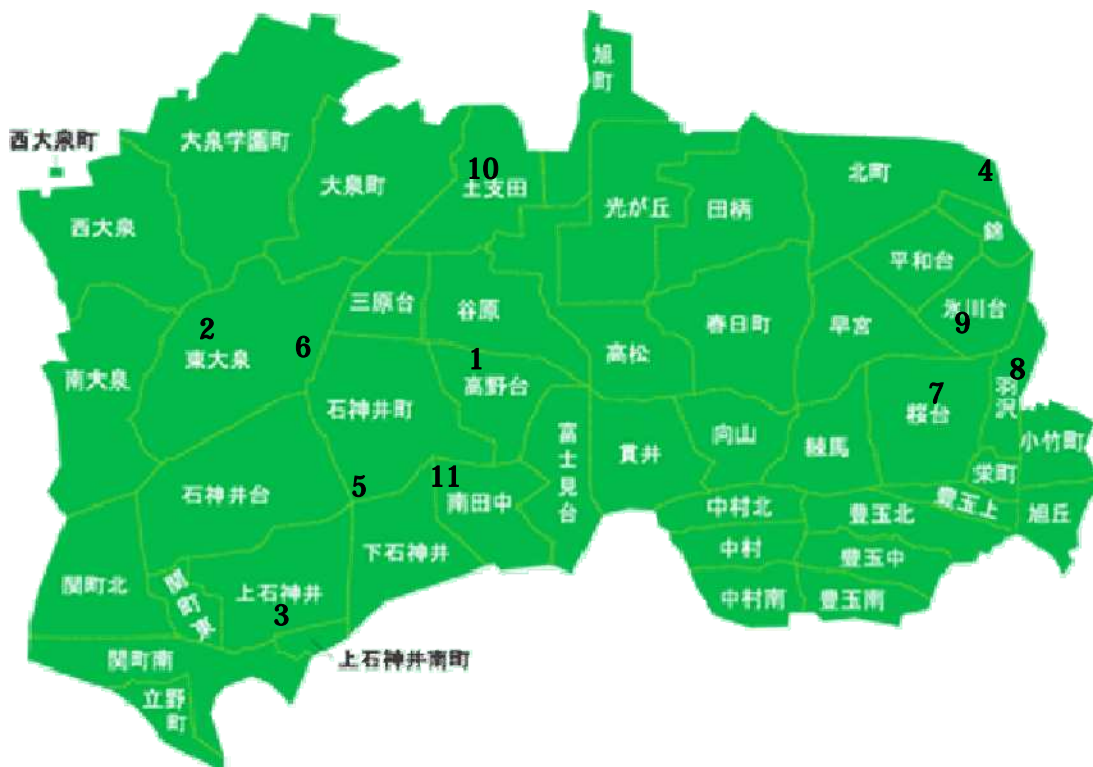 旭町
西大泉町
大泉学園町
大泉町
10
土支田
北町
4
光が丘
田柄
西大泉
錦
平和台
三原台
谷原
氷川台
9
春日町
早宮
2
東大泉
6
南大泉
1
高野台
高松
8
羽沢
7
桜台
石神井町
向山
練馬
小竹町
富士見台
貫井
石神井台
5
11
南田中
栄町
豊玉上
旭丘
中村北
豊玉北
下石神井
中村
豊玉中
関町北
関町東
上石神井
3
中村南
豊玉南
関町南
上石神井南町
立野町